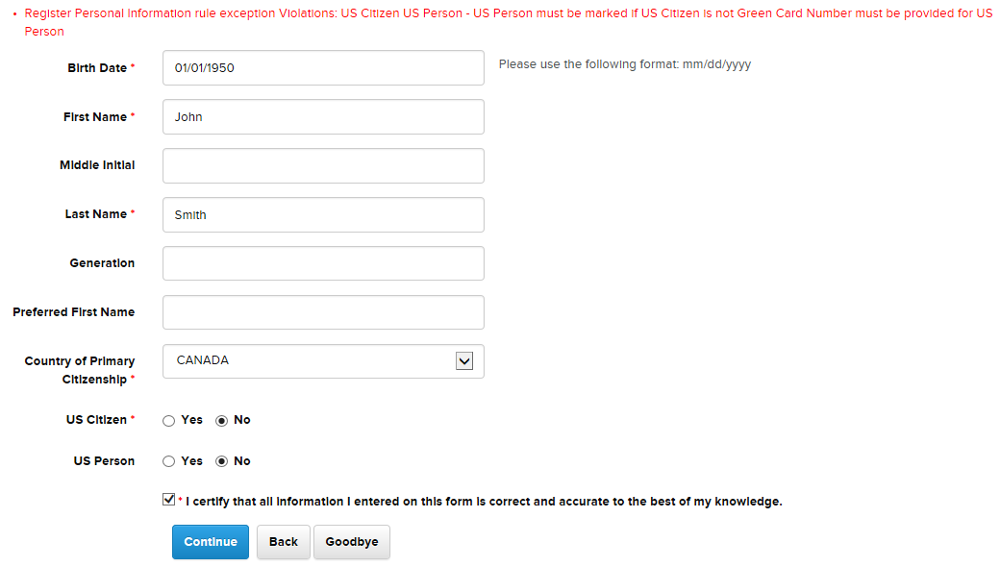 • Register Personal Information rule exception Violations: US Citizen US Person - US Person must be marked if US Citizen is not Green Card Number must be provided for US
Person
Birth Date * 01/01/1950 Please use the following format: mm/dd/yyyy
First Name * John
Middle Initial
Last Name * Smith
Generation
Preferred First Name
Country of Primary CANADA
Citizenship *
US Citizen * Yes No
US Person Yes No
* I certify that all information I entered on this form is correct and accurate to the best of my knowledge.
Continue Back Goodbye